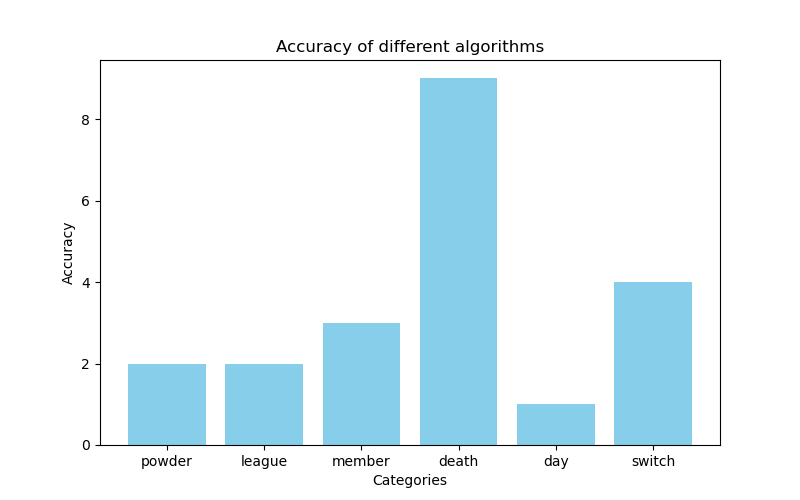 Accuracy of different algorithms
8
6
4
2
0
Accuracy
powder league member death day switch
Categories